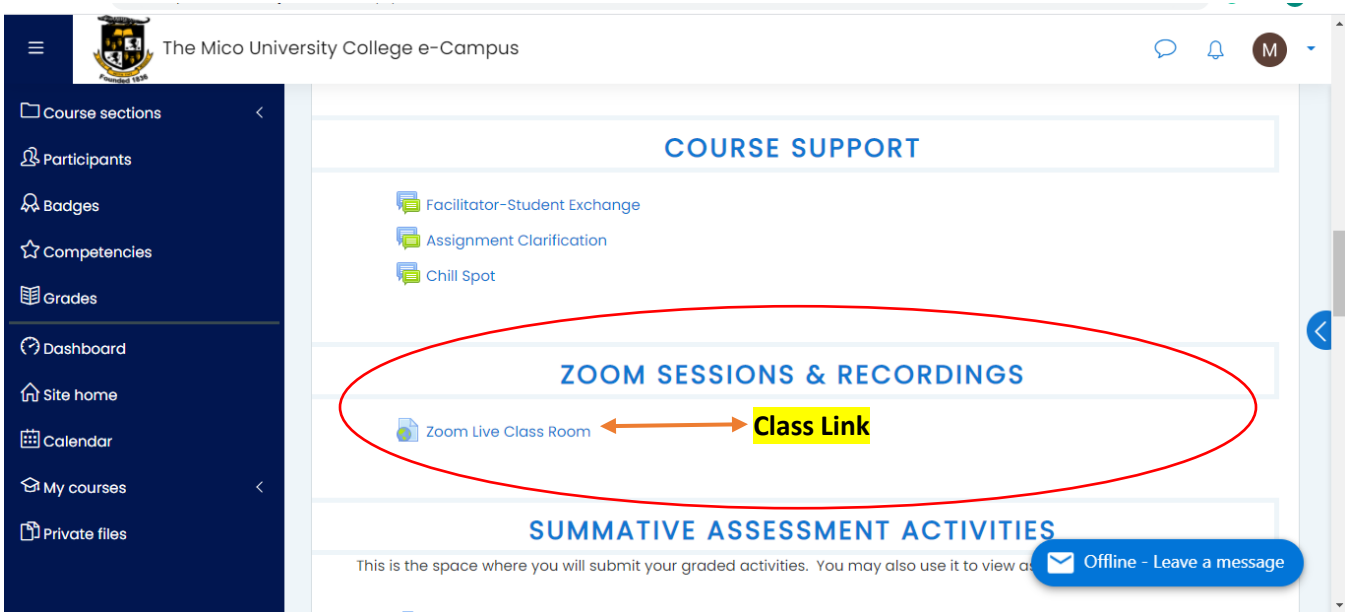 The Mico University College e-Campus
M
Founded 1836
Course sections
Participants
Badges
Competencies
Grades
Dashboard
Site home
Calendar
My courses
Private files
COURSE SUPPORT
Facilitator-Student Exchange
Assignment Clarification
Chill Spot
ZOOM SESSIONS & RECORDINGS
Zoom Live Class Room
Class Link
SUMMATIVE ASSESSMENT ACTIVITIES
This is the space where you will submit your graded activities. You may also use it to view
Offline - Leave a message